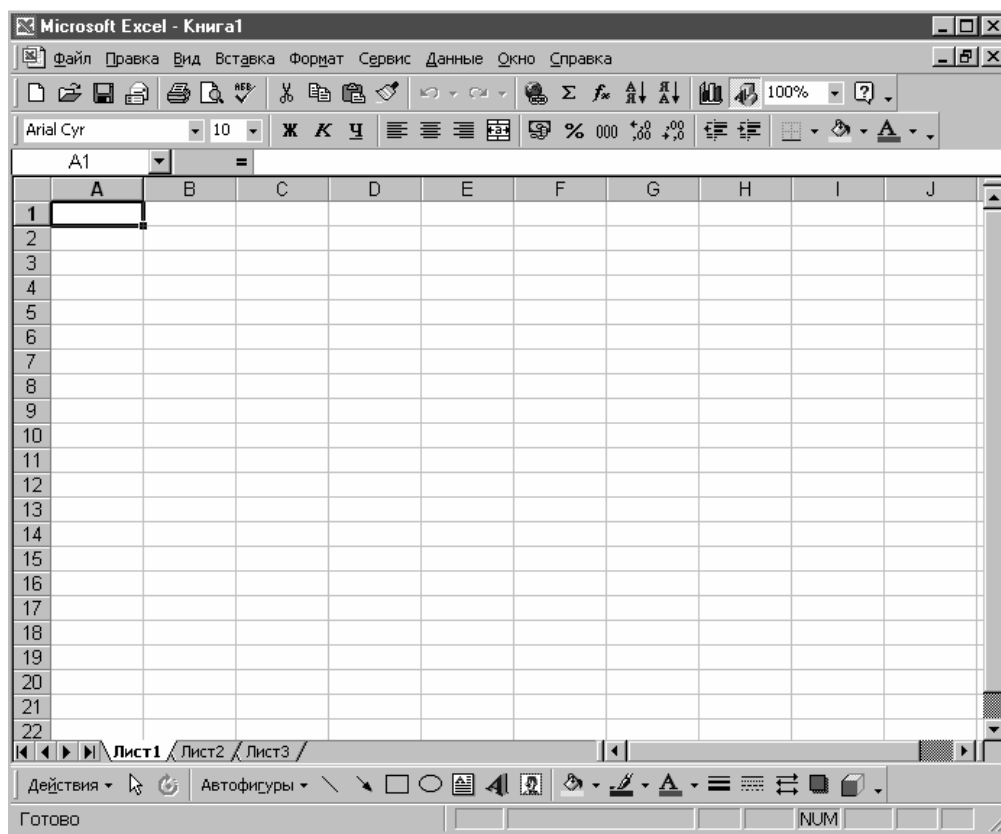 Microsoft Excel - Книга1
Файл Правка Вид Вставка Формат Сервис Данные Окно Справка
100%
Arial Cyr 10 Ж К Ч % 000
A1 =
A B C D E F G H I J
1
2
3
4
5
6
7
8
9
10
11
12
13
14
15
16
17
18
19
20
21
22
Лист1 Лист2 Лист3
Действия Автофигуры
Готово NUM